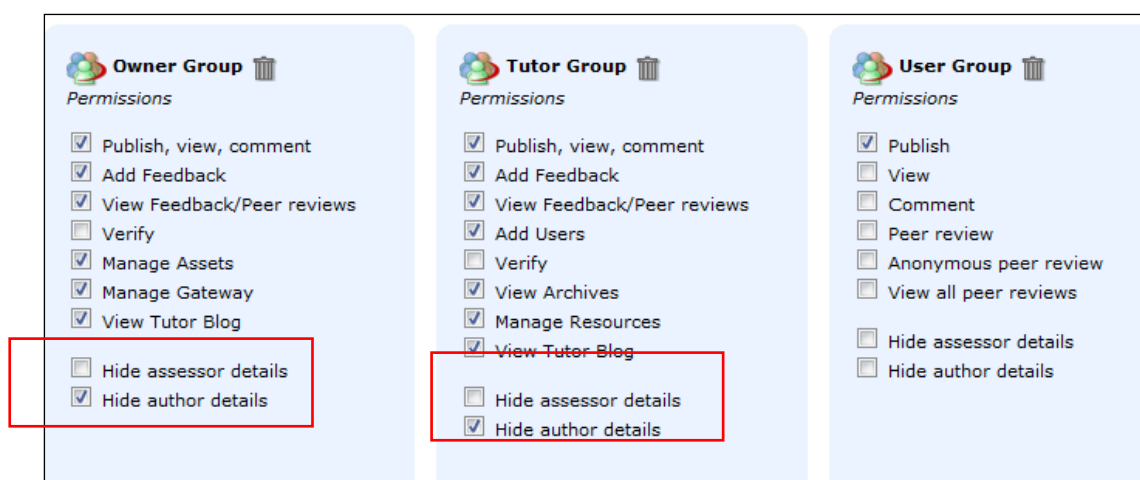 Owner Group
Permissions
Publish, view, comment
Add Feedback
View Feedback/Peer reviews
Verify
Manage Assets
Manage Gateway
View Tutor Blog
Hide assessor details
Hide author details
Tutor Group
Permissions
Publish, view, comment
Add Feedback
View Feedback/Peer reviews
Add Users
Verify
View Archives
Manage Resources
View Tutor Blog
Hide assessor details
Hide author details
User Group
Permissions
Publish
View
Comment
Peer review
Anonymous peer review
View all peer reviews
Hide assessor details
Hide author details